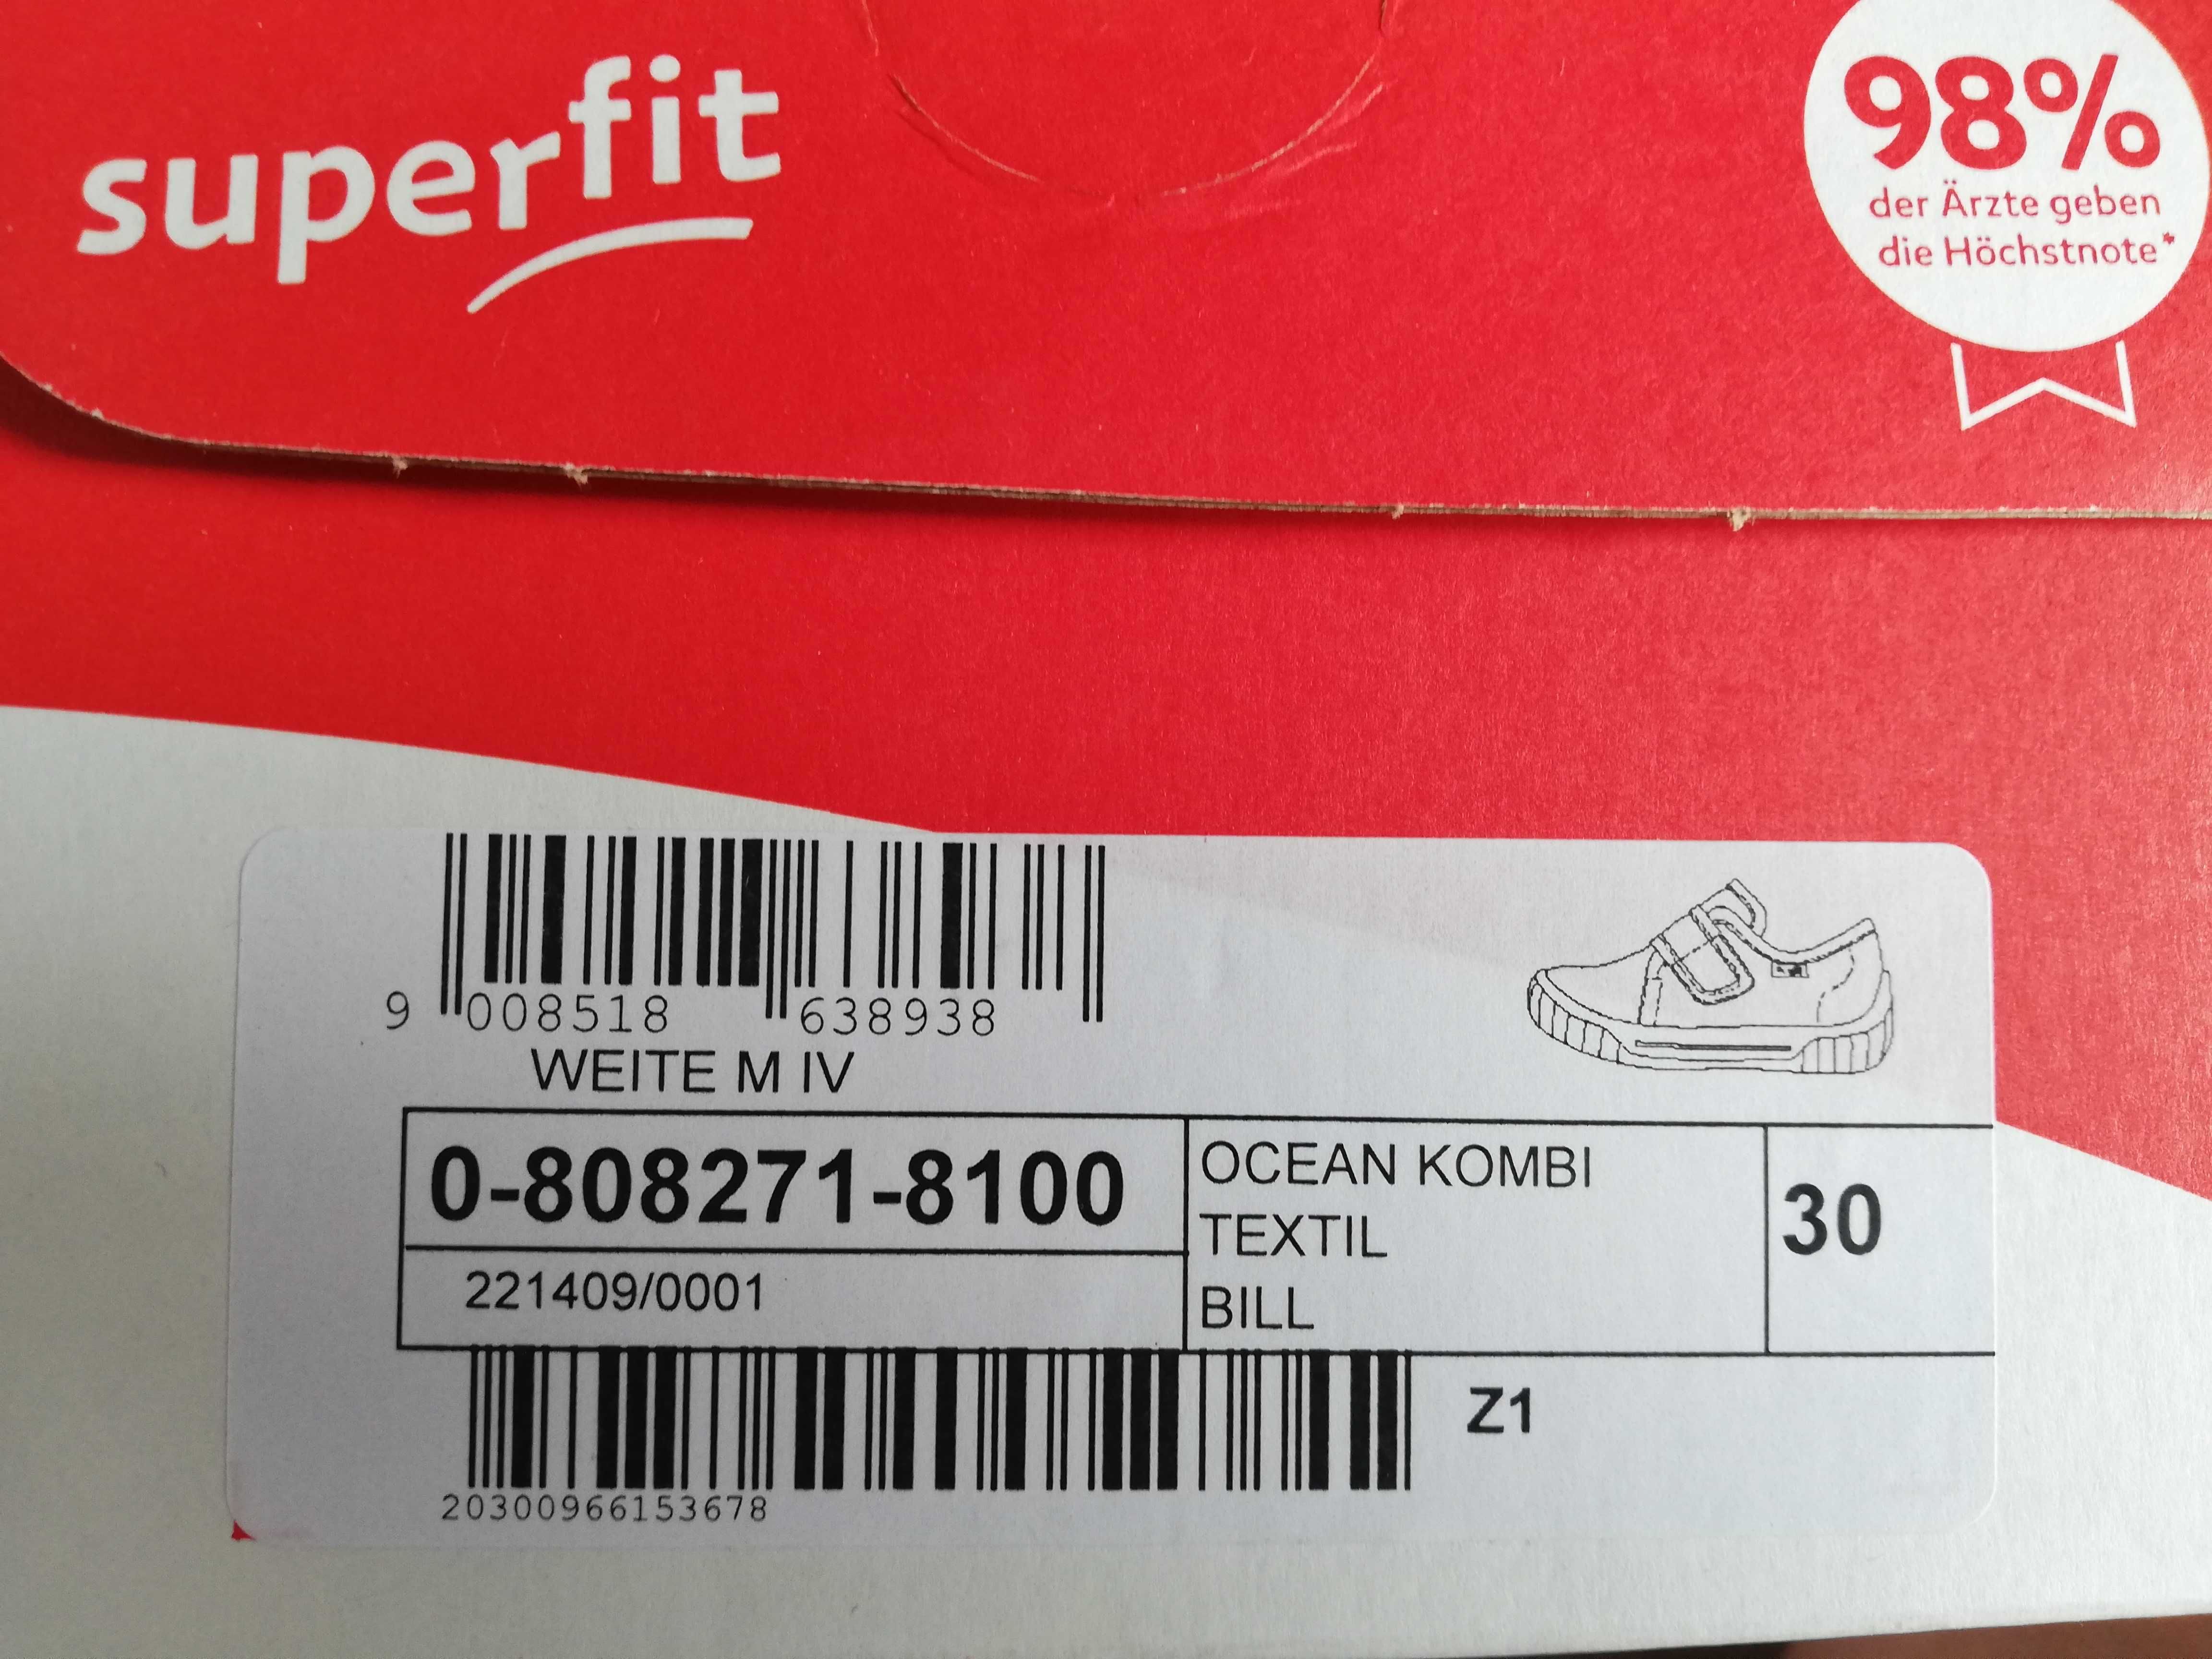 superfit
98%
der Ärzte geben
die Höchstnote*
9 008518 638938
WEITE M IV
0-808271-8100
OCEAN KOMBI
TEXTIL
BILL
30
221409/0001
Z1
20300966153678